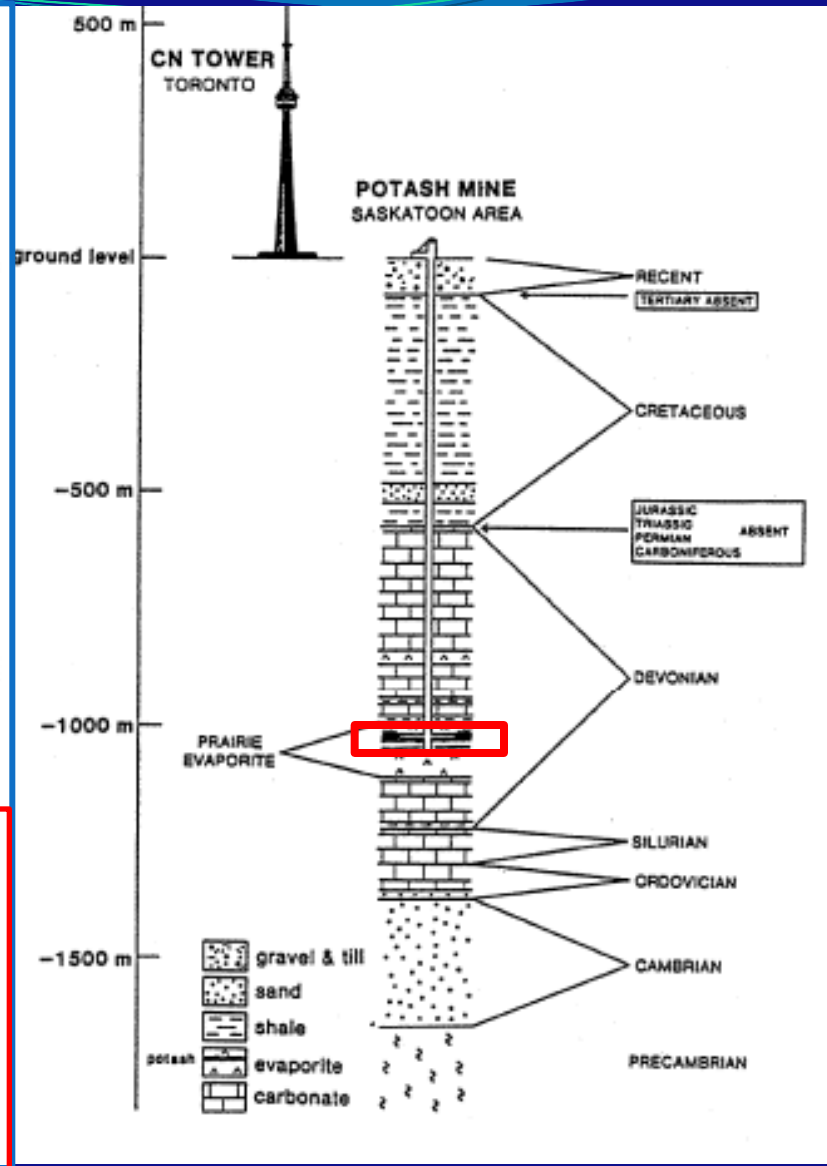 500 m
CN TOWER
TORONTO
POTASH MINE
SASKATOON AREA
ground level
RECENT
TERTIARY ABSENT
CRETACEOUS
-500 m
JURASSIC
TRIASSIC
PERMIAN
CARBONIFEROUS
ABSENT
DEVONIAN
-1000 m
PRAIRIE
EVAPORITE
SILURIAN
ORDOVICIAN
-1500 m
CAMBRIAN
gravel & till
sand
shale
potash
evaporite
carbonate
PRECAMBRIAN